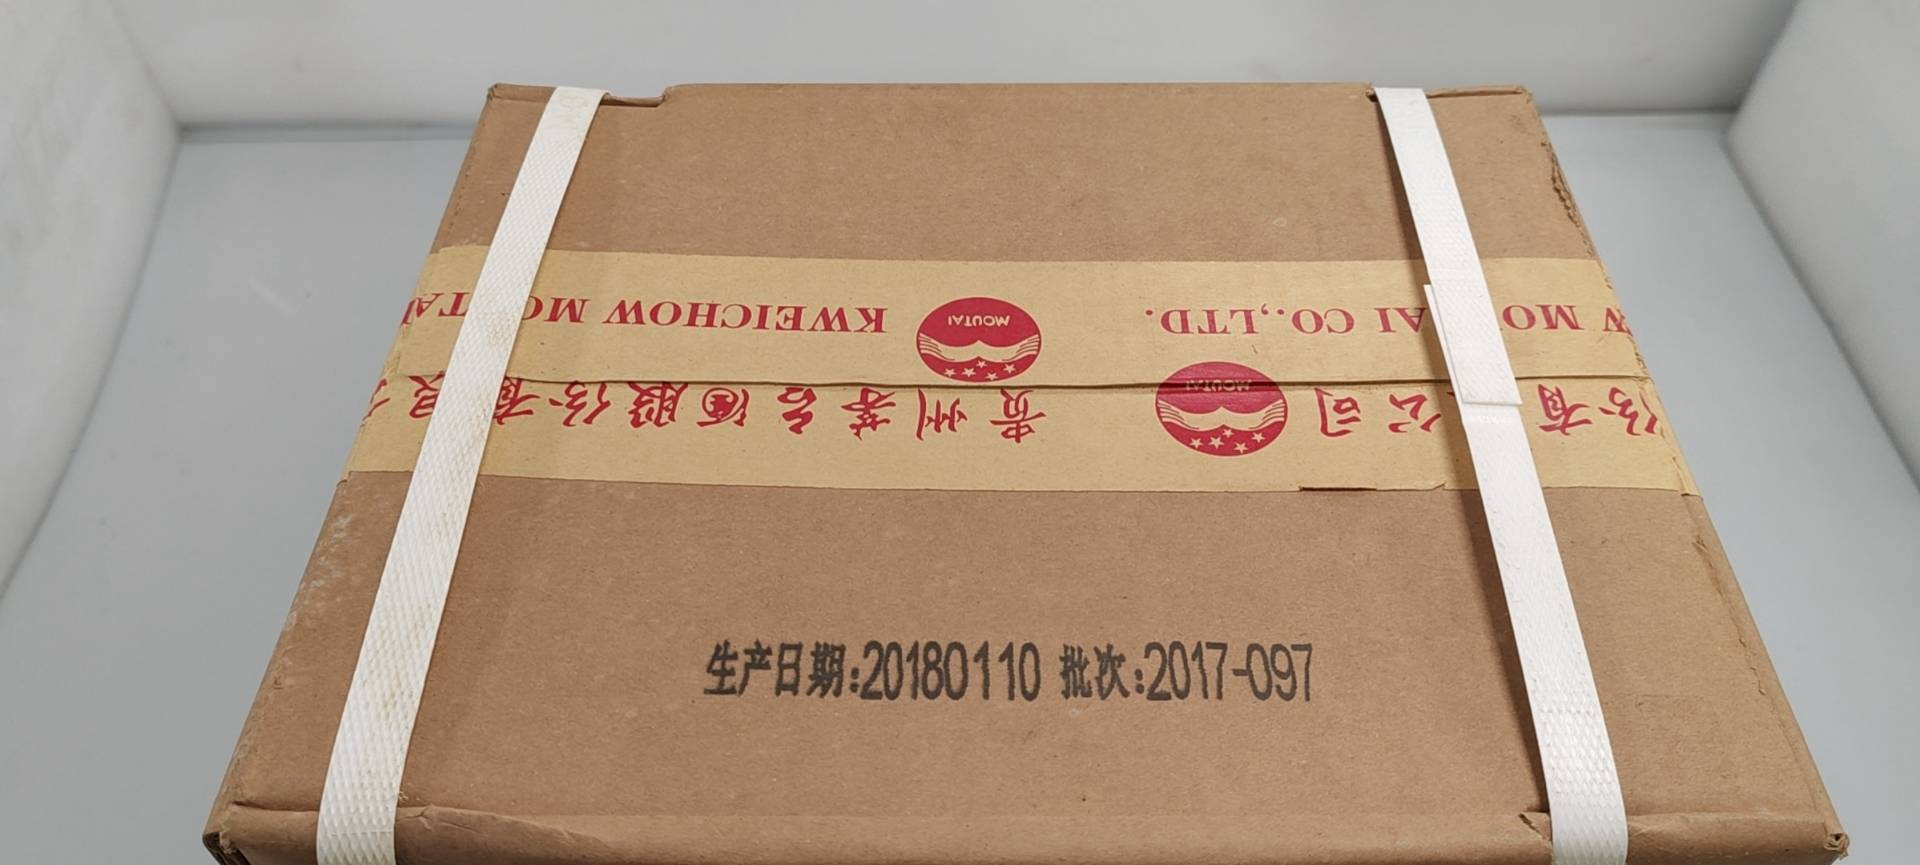 KWEICHOW MOUTAI CO.,LTD.
MOUTAI
贵州茅台酒股份有限公司
MOUTAI
生产日期:20180110 批次:2017-097